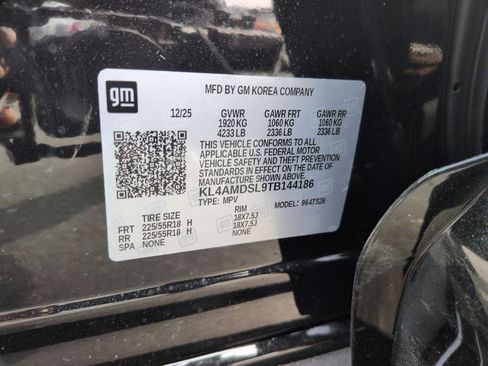 gm
MFD BY GM KOREA COMPANY
12/25 GVWR GAWR FRT GAWR RR
1920 KG 1060 KG 1060 KG
4233 LB 2336 LB 2336 LB
THIS VEHICLE CONFORMS TO ALL
APPLICABLE U.S. FEDERAL MOTOR
VEHICLE SAFETY AND THEFT PREVENTION
STANDARDS IN EFFECT ON THE DATE OF
MANUFACTURE SHOWN ABOVE.
KL4AMDSL9TB144186
TYPE: MPV MODEL: 964TS26
TIRE SIZE RIM
FRT 225/55R18 H 18X7.5J
RR 225/55R18 H 18X7.5J
SPA NONE NONE